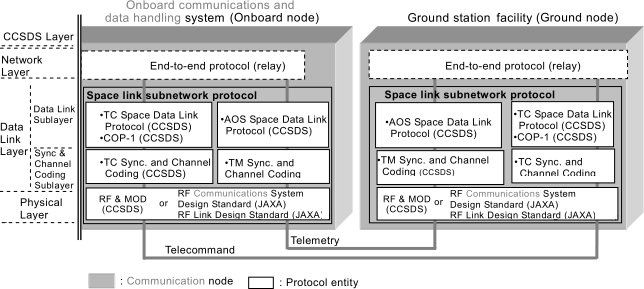 Onboard communications and
data handling system (Onboard node)
Ground station facility (Ground node)
CCSDS Layer
Network
Layer
End-to-end protocol (relay)
End-to-end protocol (relay)
Data
Link
Layer
Data Link
Sublayer
Sync &
Channel
Coding
Sublayer
Physical
Layer
Space link subnetwork protocol
•TC Space Data Link
Protocol (CCSDS)
•COP-1 (CCSDS)
•AOS Space Data Link
Protocol (CCSDS)
•TC Sync. and Channel
Coding (CCSDS)
•TM Sync. and
Channel Coding
RF & MOD
(CCSDS)
or
RF Communications System
Design Standard (JAXA)
RF Link Design Standard (JAXA)
Space link subnetwork protocol
•AOS Space Data Link
Protocol (CCSDS)
•TC Space Data Link
Protocol (CCSDS)
•COP-1 (CCSDS)
•TM Sync. and Channel
Coding (CCSDS)
•TC Sync. and
Channel Coding
RF & MOD
(CCSDS)
or
RF Communications System
Design Standard (JAXA)
RF Link Design Standard (JAXA)
Telemetry
Telecommand
: Communication node
: Protocol entity